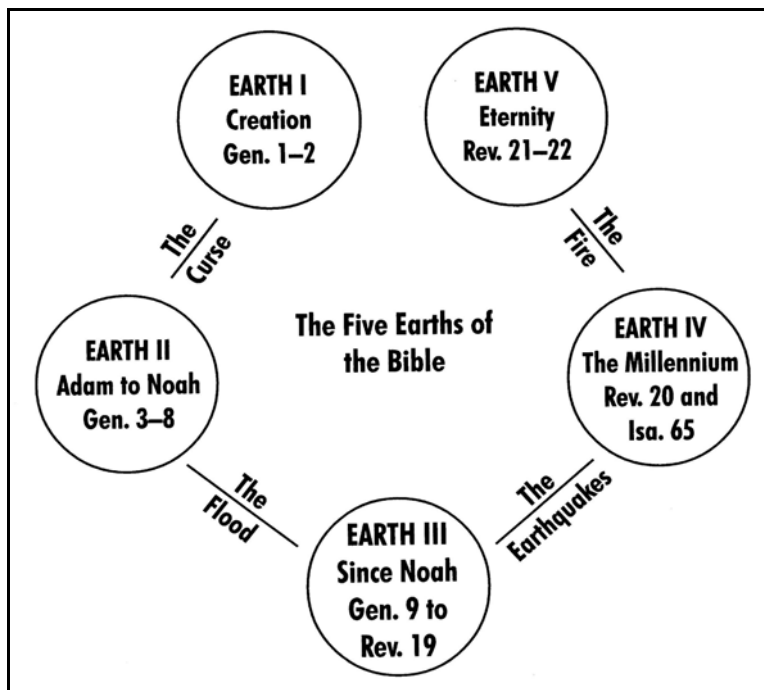 EARTH I
Creation
Gen. 1–2
The
Curse
EARTH II
Adam to Noah
Gen. 3–8
The
Flood
EARTH III
Since Noah
Gen. 9 to
Rev. 19
The
Earthquakes
EARTH IV
The Millennium
Rev. 20 and
Isa. 65
The
Fire
EARTH V
Eternity
Rev. 21–22
The Five Earths of
the Bible